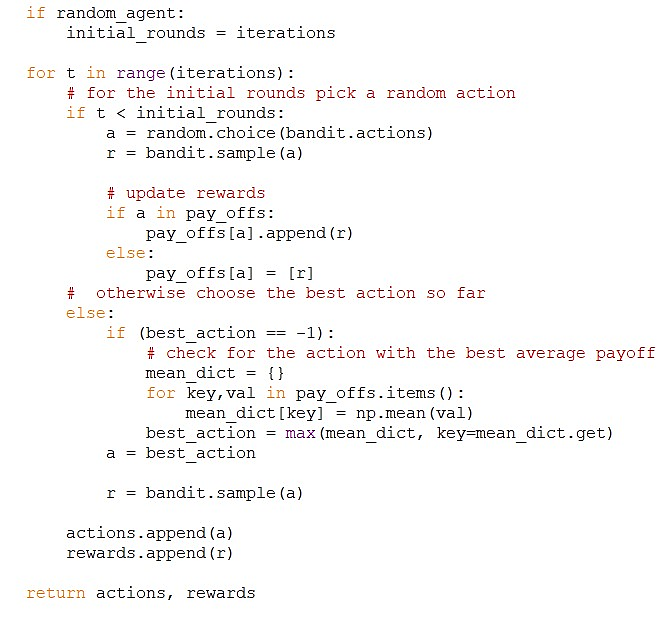 if random_agent:
    initial_rounds = iterations

for t in range(iterations):
    # for the initial rounds pick a random action
    if t < initial_rounds:
        a = random.choice(bandit.actions)
        r = bandit.sample(a)

        # update rewards
        if a in pay_offs:
            pay_offs[a].append(r)
        else:
            pay_offs[a] = [r]
    #  otherwise choose the best action so far
    else:
        if (best_action == -1):
            # check for the action with the best average payoff
            mean_dict = {}
            for key,val in pay_offs.items():
                mean_dict[key] = np.mean(val)
            best_action = max(mean_dict, key=mean_dict.get)
        a = best_action

        r = bandit.sample(a)

    actions.append(a)
    rewards.append(r)

return actions, rewards